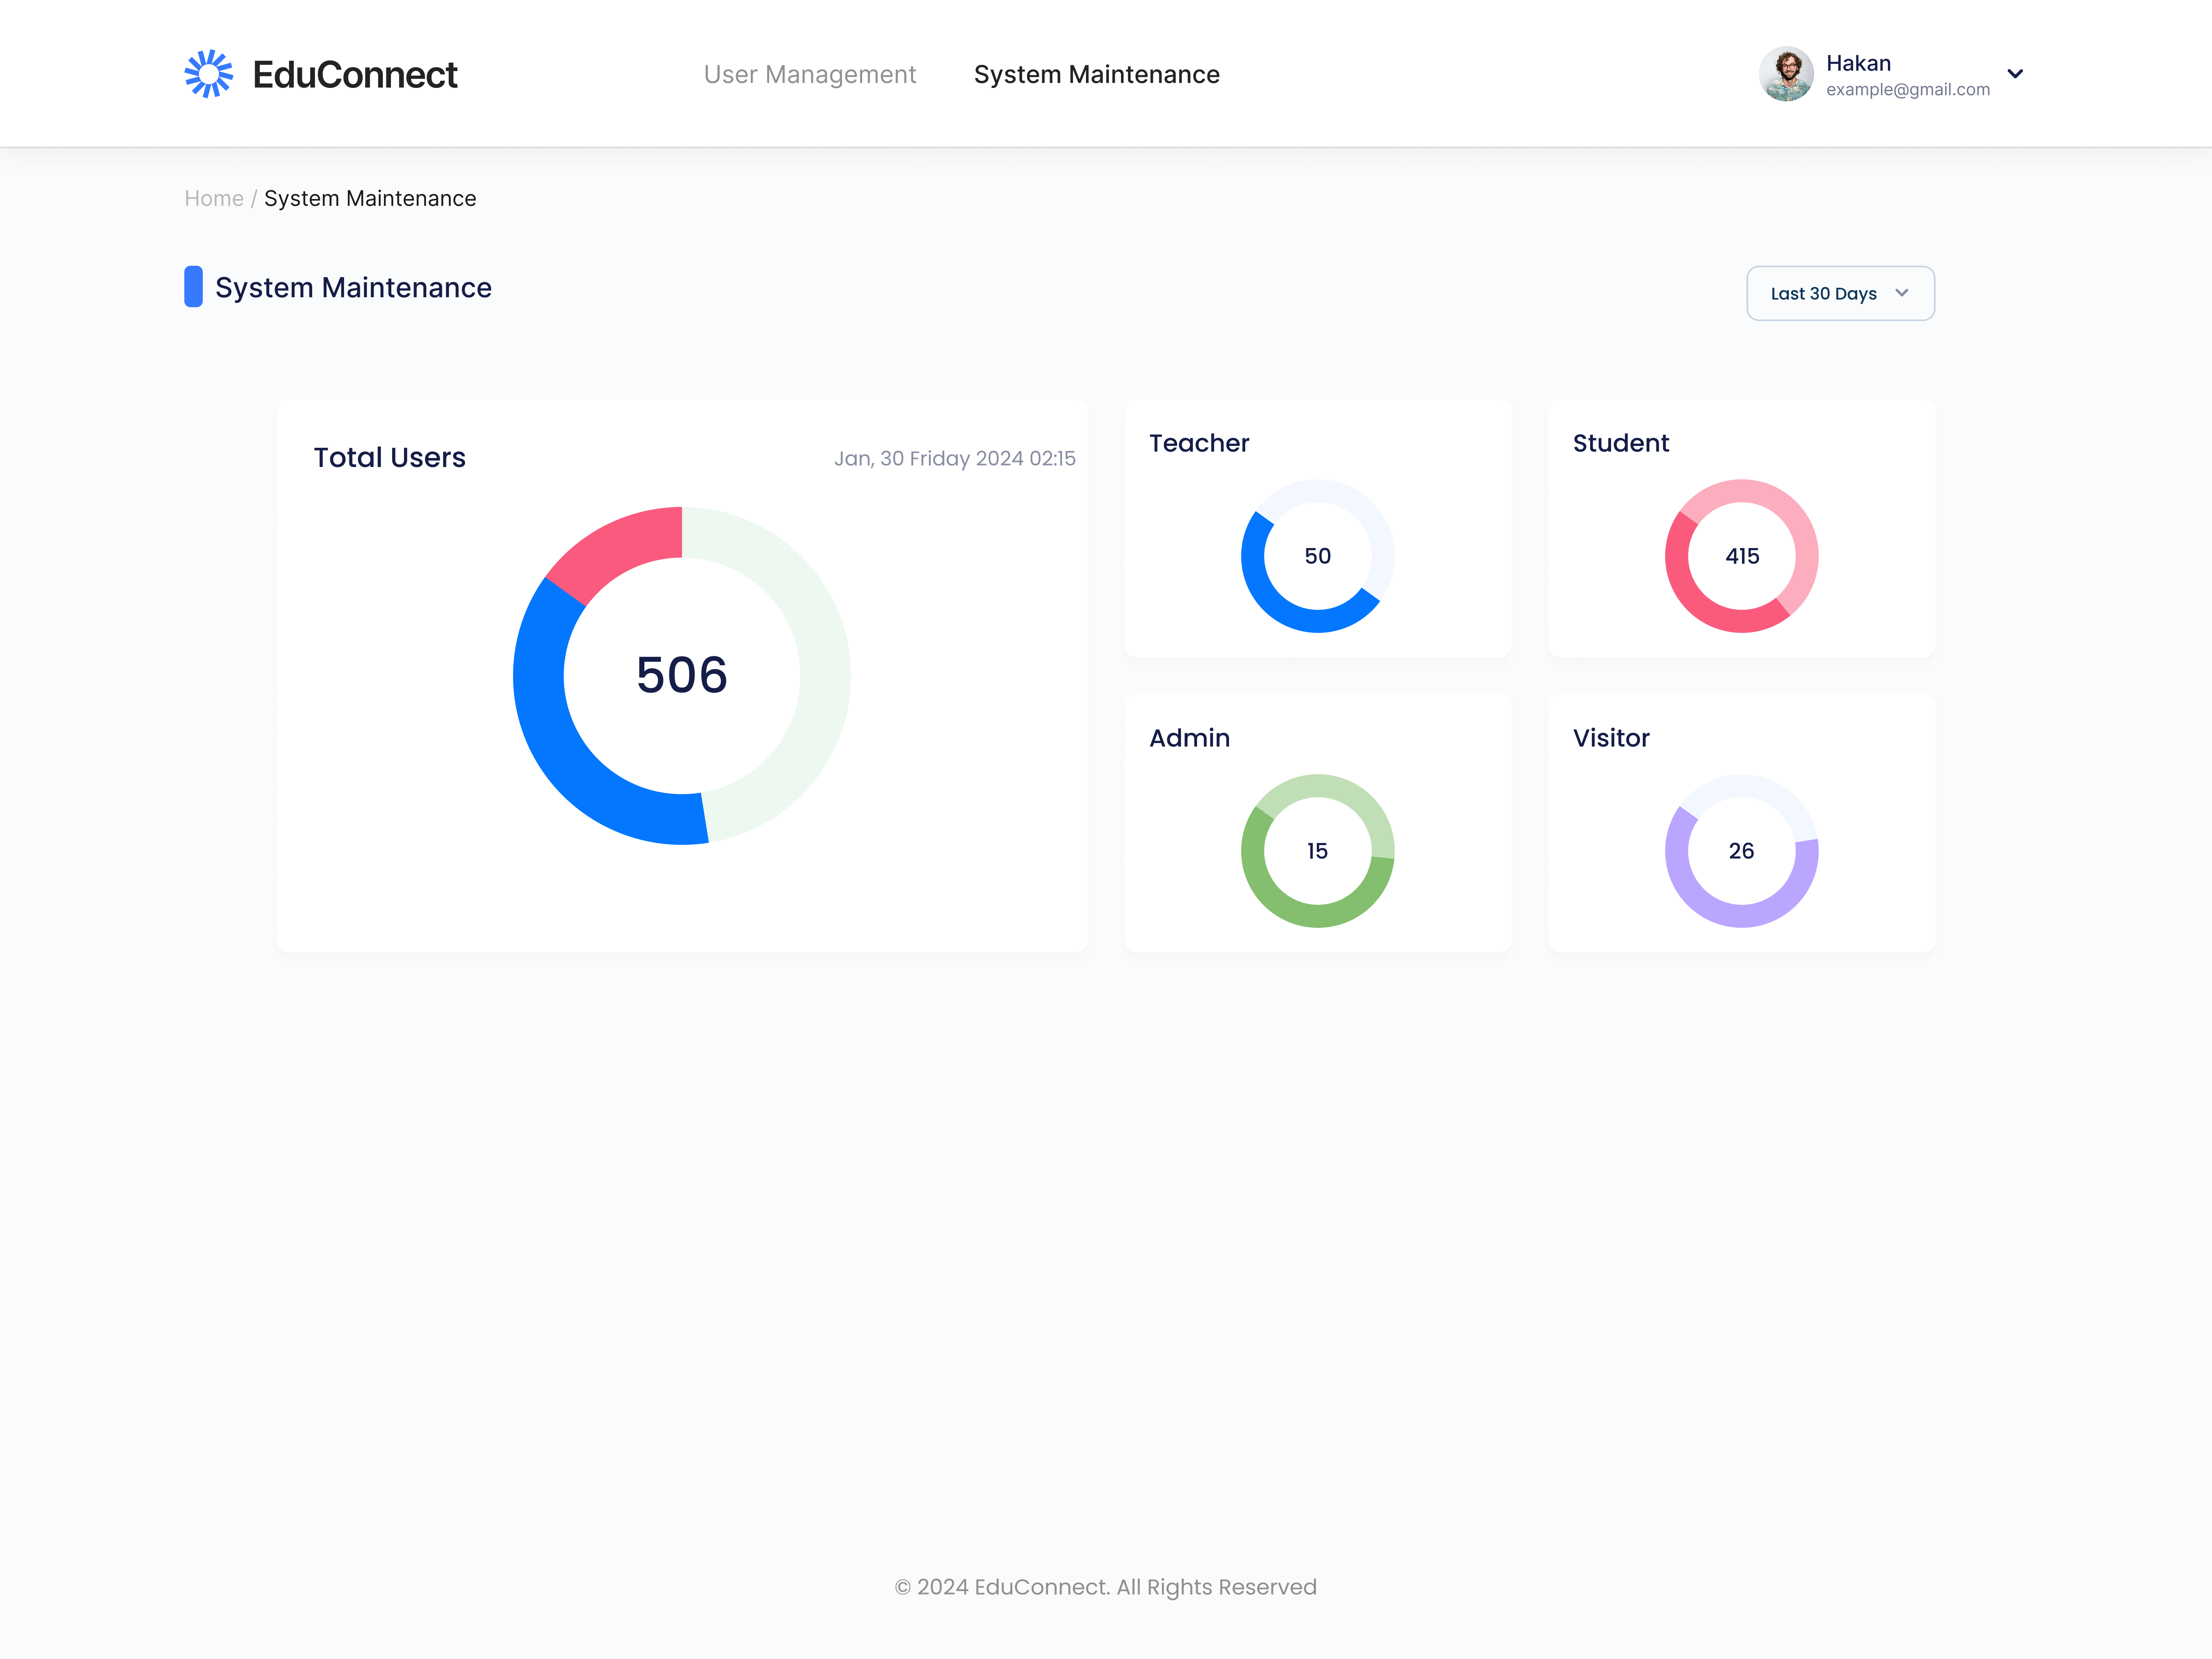 EduConnect
User Management
System Maintenance
Hakan
example@gmail.com
Home / System Maintenance
System Maintenance
Last 30 Days
Total Users
Jan, 30 Friday 2024 02:15
506
Teacher
50
Student
415
Admin
15
Visitor
26
© 2024 EduConnect. All Rights Reserved